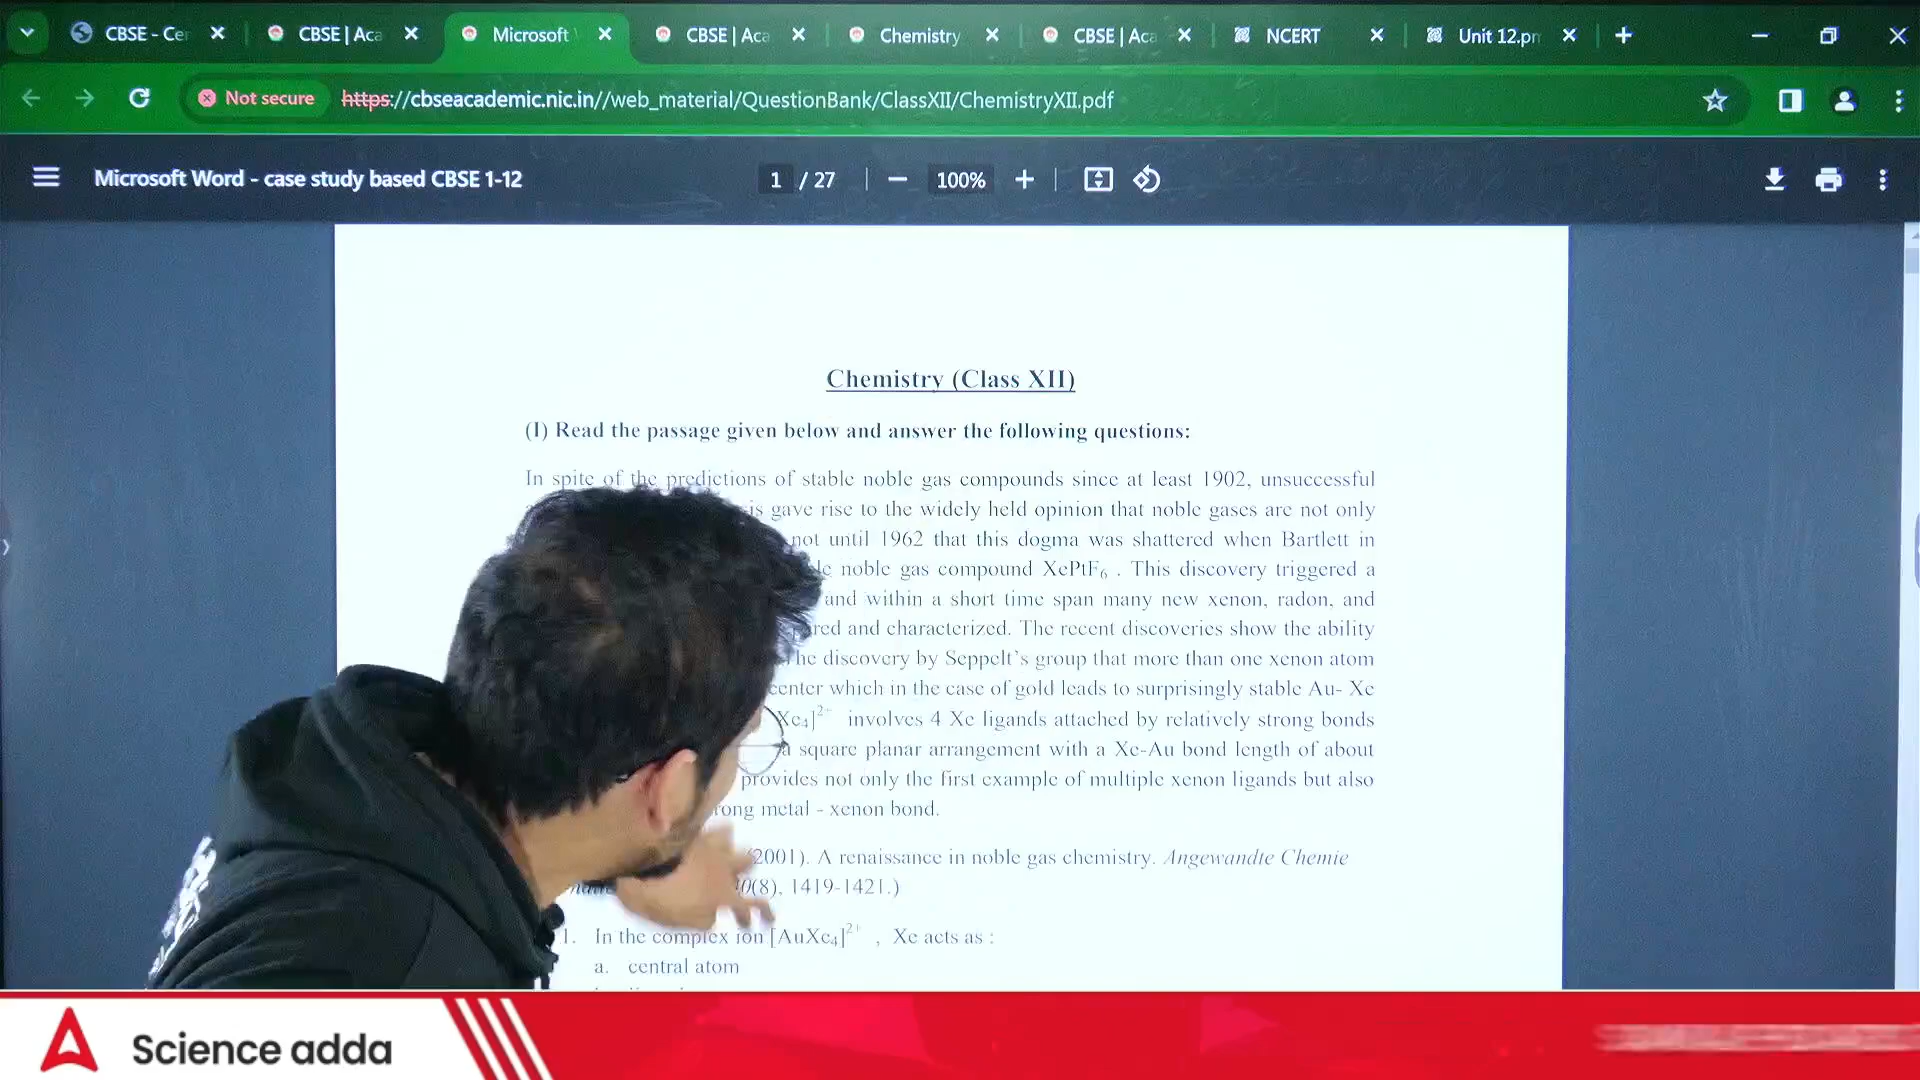 CBSE - Cer
CBSE | Aca
Microsoft
CBSE | Aca
Chemistry
CBSE | Aca
NCERT
Unit 12.pm
Not secure
https://cbseacademic.nic.in//web_material/QuestionBank/ClassXII/ChemistryXII.pdf
Microsoft Word - case study based CBSE 1-12
1 / 27
100%
Chemistry (Class XII)
(I) Read the passage given below and answer the following questions:
In spite of the predictions of stable noble gas compounds since at least 1902, unsuccessful
is gave rise to the widely held opinion that noble gases are not only
not until 1962 that this dogma was shattered when Bartlett in
noble gas compound XePtF6 . This discovery triggered a
and within a short time span many new xenon, radon, and
red and characterized. The recent discoveries show the ability
he discovery by Seppelt's group that more than one xenon atom
center which in the case of gold leads to surprisingly stable Au- Xe
Xe4]2+ involves 4 Xe ligands attached by relatively strong bonds
a square planar arrangement with a Xe-Au bond length of about
provides not only the first example of multiple xenon ligands but also
rong metal - xenon bond.
2001). A renaissance in noble gas chemistry. Angewandte Chemie
0(8), 1419-1421.)
1. In the complex ion [AuXe4]2+ , Xe acts as :
a. central atom
Science adda